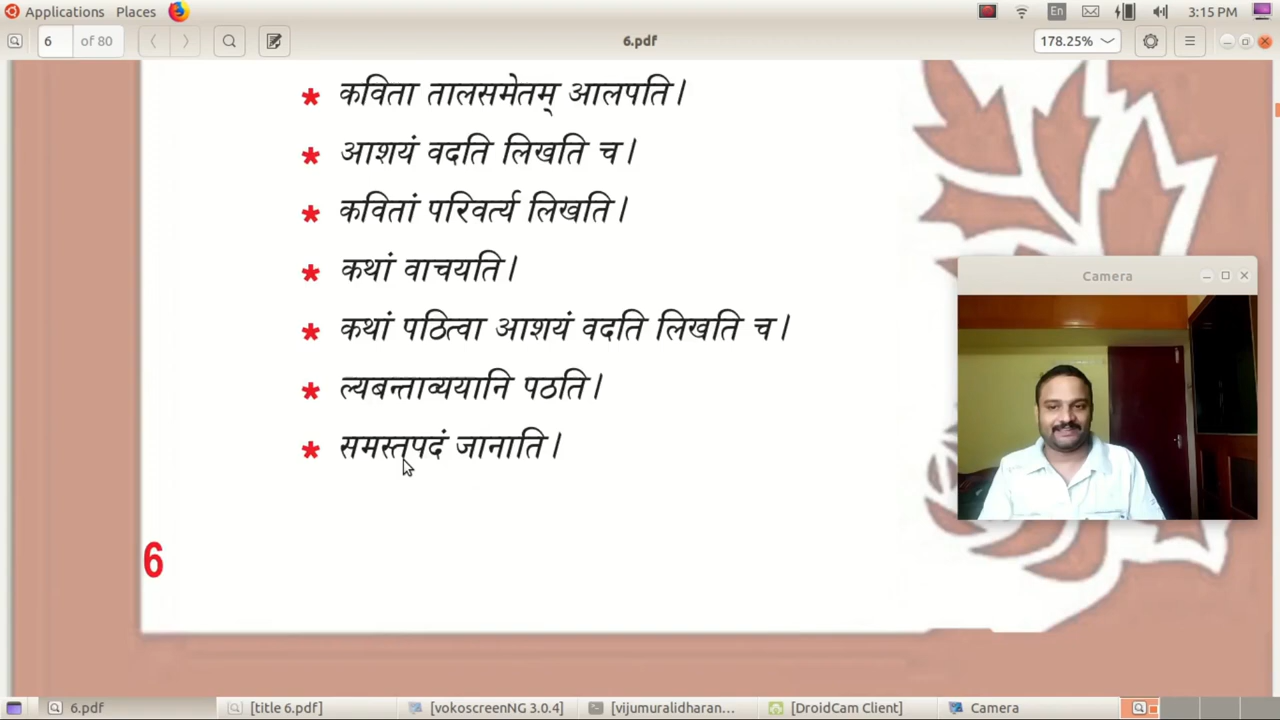 Applications Places En 3:15 PM
6 of 80 6.pdf 178.25%
* कविता तालसमेतम् आलपति।
* आशयं वदति लिखति च।
* कवितां परिवर्त्य लिखति।
* कथां वाचयति।
Camera
* कथां पठित्वा आशयं वदति लिखति च।
* ल्यबन्ताव्ययानि पठति।
* समस्तपदं जानाति।
6
6.pdf [title 6.pdf] [vokoscreenNG 3.0.4] [vijumuralidharan... [DroidCam Client] Camera